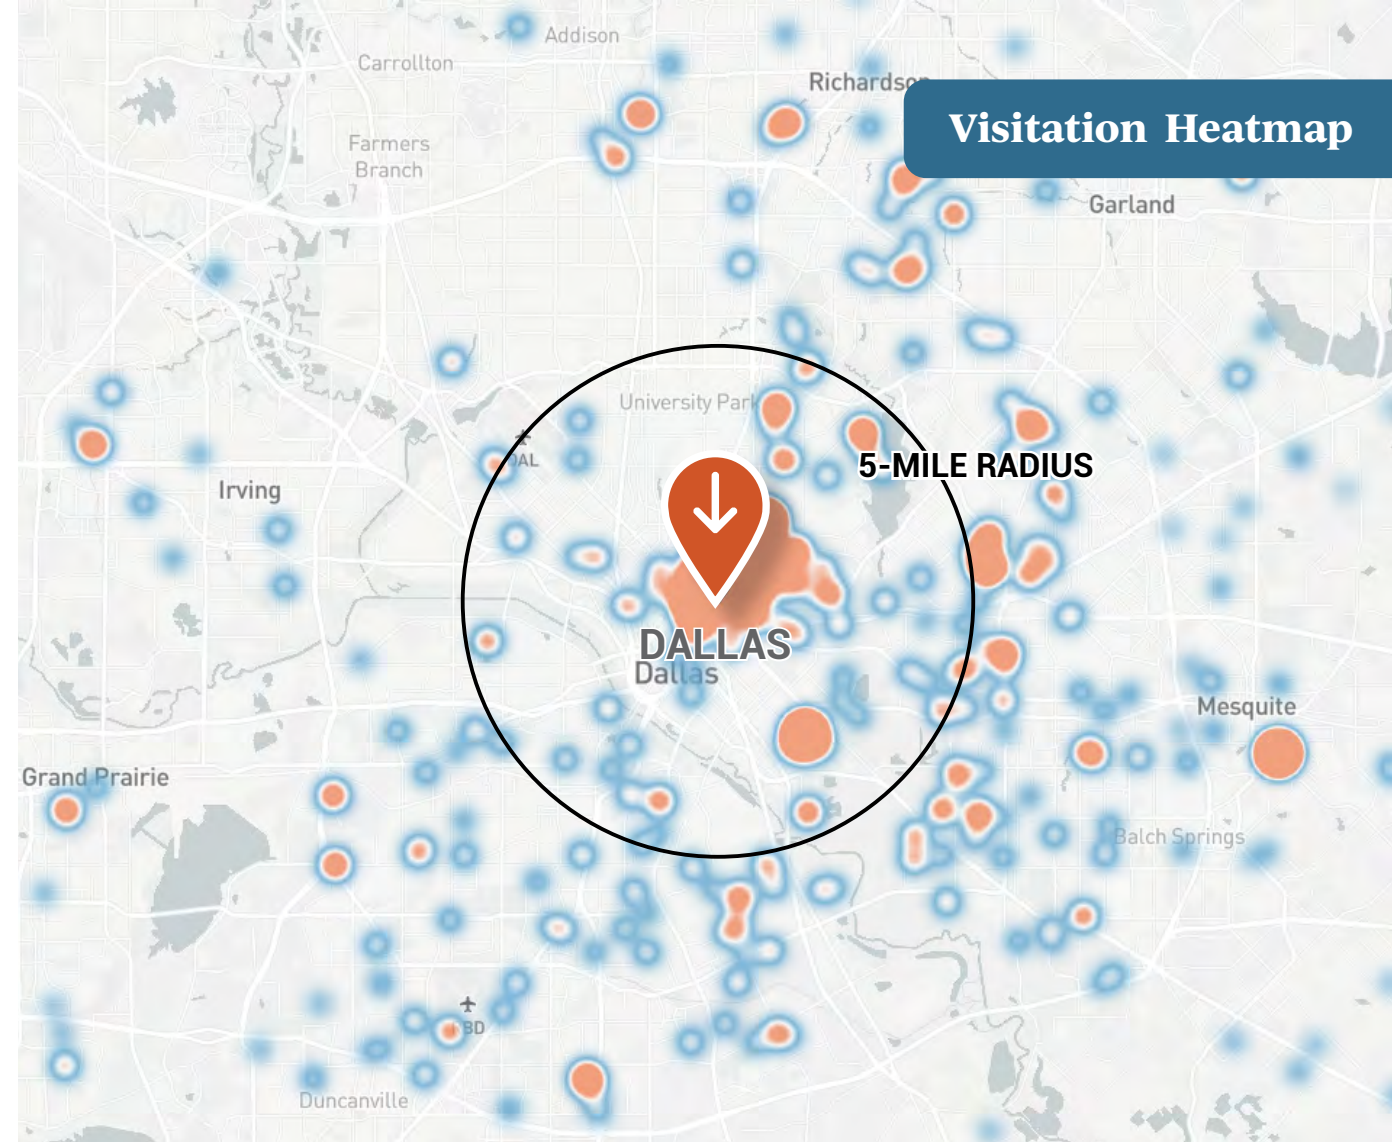 Addison
Carrollton
Richardson
Visitation Heatmap
Farmers
Branch
Garland
University Park
DAL
5-MILE RADIUS
Irving
DALLAS
Dallas
Mesquite
Grand Prairie
Balch Springs
RBD
Duncanville